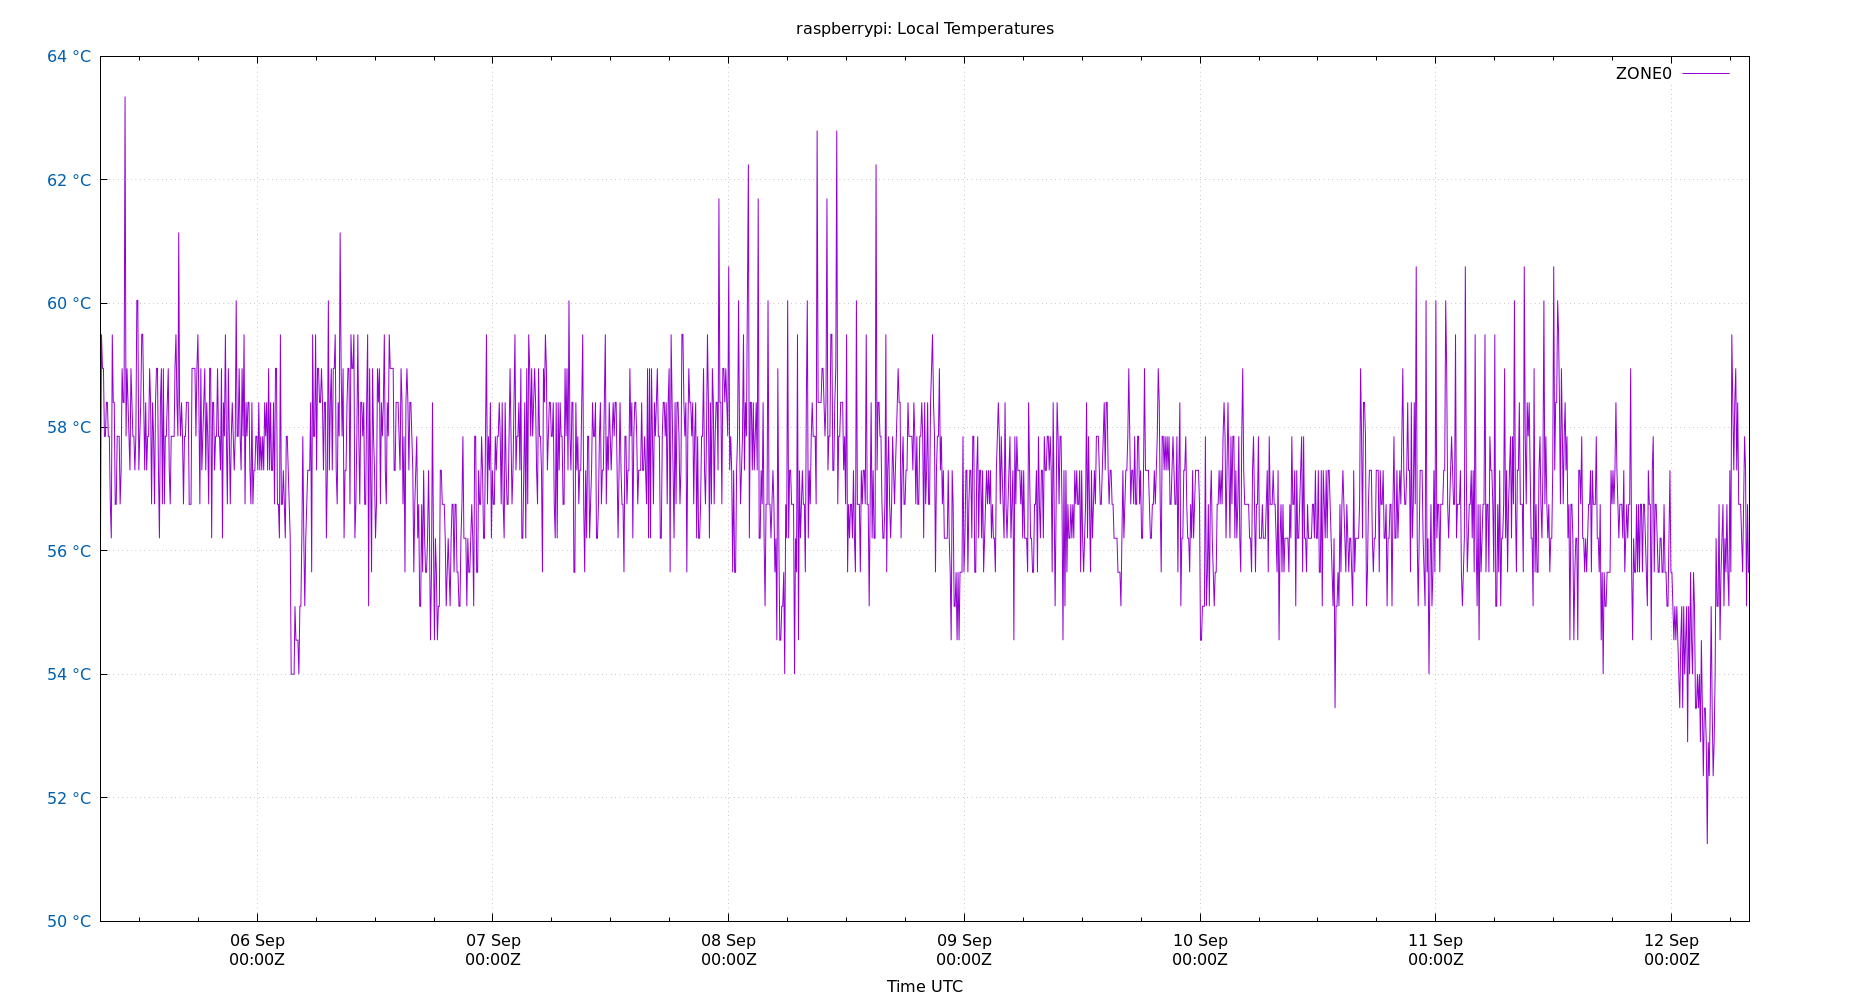 raspberrypi: Local Temperatures
64 °C
ZONE0
62 °C
60 °C
58 °C
56 °C
54 °C
52 °C
50 °C
06 Sep 07 Sep 08 Sep 09 Sep 10 Sep 11 Sep 12 Sep
00:00Z 00:00Z 00:00Z 00:00Z 00:00Z 00:00Z 00:00Z
Time UTC